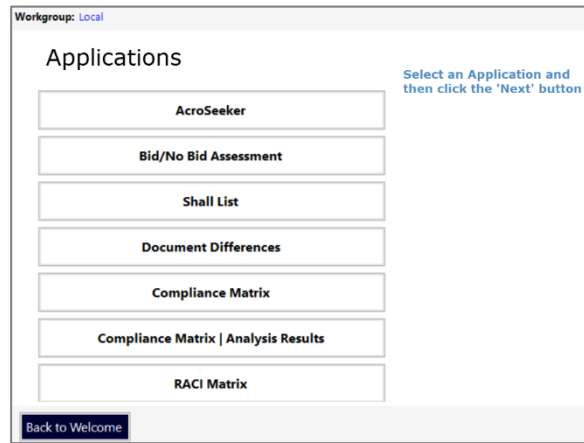 Workgroup: Local
Applications
Select an Application and
then click the 'Next' button
AcroSeeker
Bid/No Bid Assessment
Shall List
Document Differences
Compliance Matrix
Compliance Matrix | Analysis Results
RACI Matrix
Back to Welcome